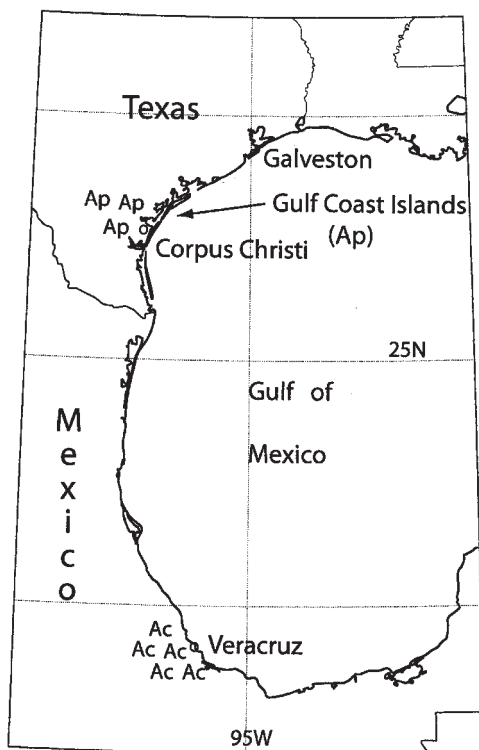 Texas
Galveston
Ap Ap
Gulf Coast Islands
Ap
(Ap)
Corpus Christi
25N
Gulf of
Mexico
Mexico
Ac
Ac Ac
Veracruz
Ac Ac
95W